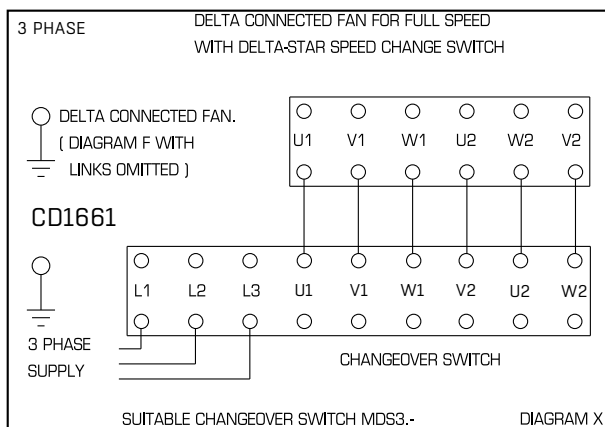 3 PHASE
DELTA CONNECTED FAN FOR FULL SPEED
WITH DELTA-STAR SPEED CHANGE SWITCH
DELTA CONNECTED FAN.
( DIAGRAM F WITH
LINKS OMITTED )
U1 V1 W1 U2 W2 V2
CD1661
L1 L2 L3 U1 V1 W1 V2 U2 W2
3 PHASE
SUPPLY
CHANGEOVER SWITCH
SUITABLE CHANGEOVER SWITCH MDS3.-
DIAGRAM X